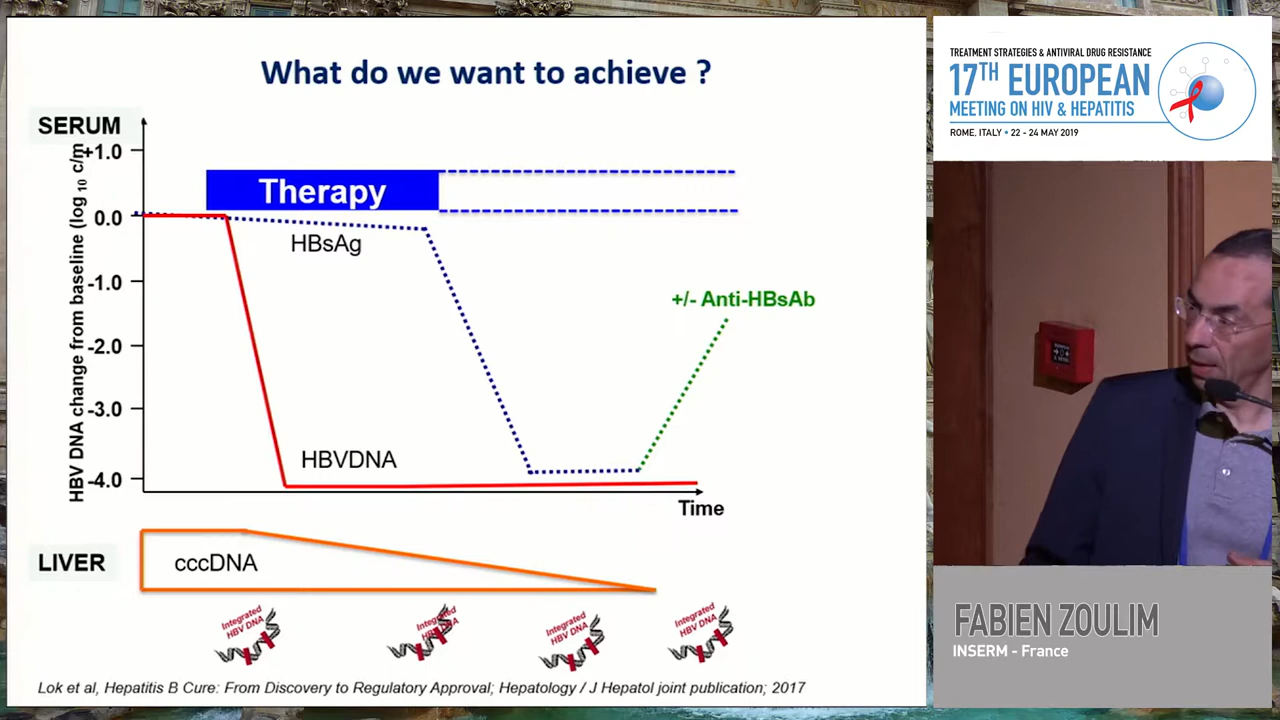 What do we want to achieve ?
SERUM
HBV DNA change from baseline (log 10 c/m
+1.0
0.0
-1.0
-2.0
-3.0
-4.0
Therapy
HBsAg
+/- Anti-HBsAb
HBVDNA
Time
LIVER
cccDNA
Integrated
HBV DNA
Integrated
HBV DNA
Integrated
HBV DNA
Integrated
HBV DNA
Lok et al, Hepatitis B Cure: From Discovery to Regulatory Approval; Hepatology / J Hepatol joint publication; 2017
TREATMENT STRATEGIES & ANTIVIRAL DRUG RESISTANCE
17TH EUROPEAN
MEETING ON HIV & HEPATITIS
ROME, ITALY • 22 - 24 MAY 2019
FABIEN ZOULIM
INSERM - France